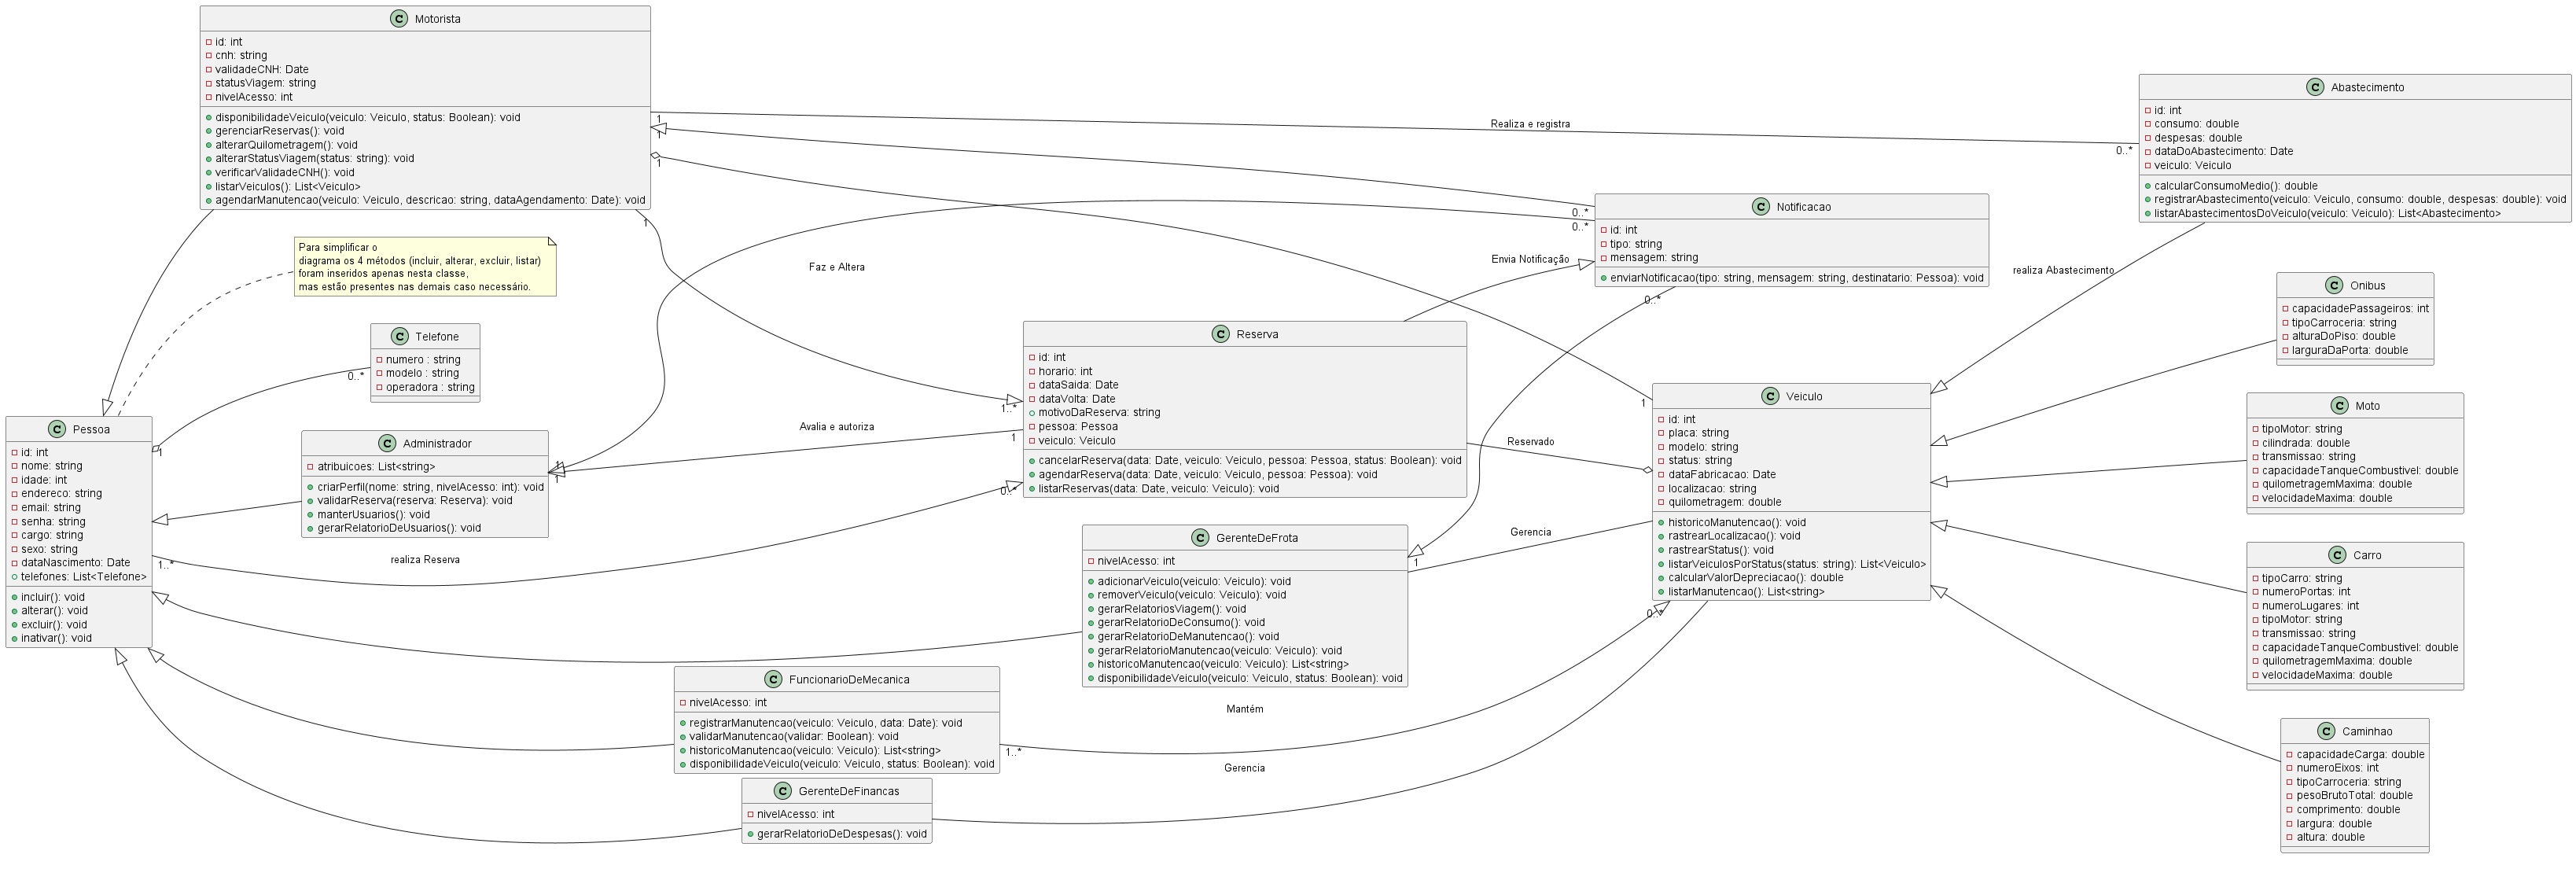 Motorista
id: int
cnh: string
validadeCNH: Date
statusViagem: string
nivelAcesso: int
disponibilidadeVeiculo(veiculo: Veiculo, status: Boolean): void
gerenciarReservas(): void
alterarQuilometragem(): void
alterarStatusViagem(status: string): void
verificarValidadeCNH(): void
listarVeiculos(): List<Veiculo>
agendarManutencao(veiculo: Veiculo, descricao: string, dataAgendamento: Date): void
1
1
1
1
Para simplificar o
diagrama os 4 métodos (incluir, alterar, excluir, listar)
foram inseridos apenas nesta classe,
mas estão presentes nas demais caso necessário.
Telefone
numero : string
modelo : string
operadora : string
0..*
Pessoa
id: int
nome: string
idade: int
endereco: string
email: string
senha: string
cargo: string
sexo: string
dataNascimento: Date
telefones: List<Telefone>
incluir(): void
alterar(): void
excluir(): void
inativar(): void
1
1..*
Administrador
atribuicoes: List<string>
criarPerfil(nome: string, nivelAcesso: int): void
validarReserva(reserva: Reserva): void
manterUsuarios(): void
gerarRelatorioDeUsuarios(): void
1
1
realiza Reserva
Faz e Altera
Avalia e autoriza
Reserva
id: int
horario: int
dataSaida: Date
dataVolta: Date
motivoDaReserva: string
pessoa: Pessoa
veiculo: Veiculo
cancelarReserva(data: Date, veiculo: Veiculo, pessoa: Pessoa, status: Boolean): void
agendarReserva(data: Date, veiculo: Veiculo, pessoa: Pessoa): void
listarReservas(data: Date, veiculo: Veiculo): void
1..*
1
0..*
GerenteDeFrota
nivelAcesso: int
adicionarVeiculo(veiculo: Veiculo): void
removerVeiculo(veiculo: Veiculo): void
gerarRelatoriosViagem(): void
gerarRelatorioDeConsumo(): void
gerarRelatorioDeManutencao(): void
gerarRelatorioManutencao(veiculo: Veiculo): void
historicoManutencao(veiculo: Veiculo): List<string>
disponibilidadeVeiculo(veiculo: Veiculo, status: Boolean): void
1
FuncionarioDeMecanica
nivelAcesso: int
registrarManutencao(veiculo: Veiculo, data: Date): void
validarManutencao(validar: Boolean): void
historicoManutencao(veiculo: Veiculo): List<string>
disponibilidadeVeiculo(veiculo: Veiculo, status: Boolean): void
1..*
GerenteDeFinancas
nivelAcesso: int
gerarRelatorioDeDespesas(): void
Mantém
Gerencia
Realiza e registra
Envia Notificação
Reservado
Gerencia
Notificacao
id: int
tipo: string
mensagem: string
enviarNotificacao(tipo: string, mensagem: string, destinatario: Pessoa): void
0..*
0..*
0..*
Veiculo
id: int
placa: string
modelo: string
status: string
dataFabricacao: Date
localizacao: string
quilometragem: double
historicoManutencao(): void
rastrearLocalizacao(): void
rastrearStatus(): void
listarVeiculosPorStatus(status: string): List<Veiculo>
calcularValorDepreciacao(): double
listarManutencao(): List<string>
1
0..*
realiza Abastecimento
Abastecimento
id: int
consumo: double
despesas: double
dataDoAbastecimento: Date
veiculo: Veiculo
calcularConsumoMedio(): double
registrarAbastecimento(veiculo: Veiculo, consumo: double, despesas: double): void
listarAbastecimentosDoVeiculo(veiculo: Veiculo): List<Abastecimento>
0..*
Onibus
capacidadePassageiros: int
tipoCarroceria: string
alturaDoPiso: double
larguraDaPorta: double
Moto
tipoMotor: string
cilindrada: double
transmissao: string
capacidadeTanqueCombustivel: double
quilometragemMaxima: double
velocidadeMaxima: double
Carro
tipoCarro: string
numeroPortas: int
numeroLugares: int
tipoMotor: string
transmissao: string
capacidadeTanqueCombustivel: double
quilometragemMaxima: double
velocidadeMaxima: double
Caminhao
capacidadeCarga: double
numeroEixos: int
tipoCarroceria: string
pesoBrutoTotal: double
comprimento: double
largura: double
altura: double